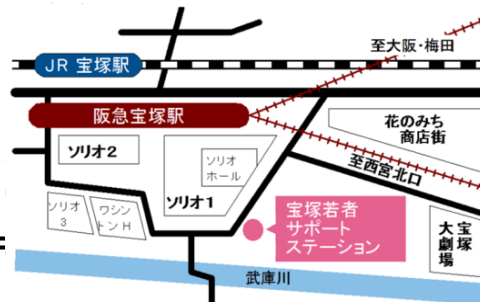 至大阪・梅田
JR 宝塚駅
阪急宝塚駅
花のみち
商店街
ソリオ2
ソリオ
ホール
至西宮北口
ソリオ1
ソリオ
3
ワシン
トンH
宝塚若者
サポート
ステーション
宝塚
大劇場
武庫川